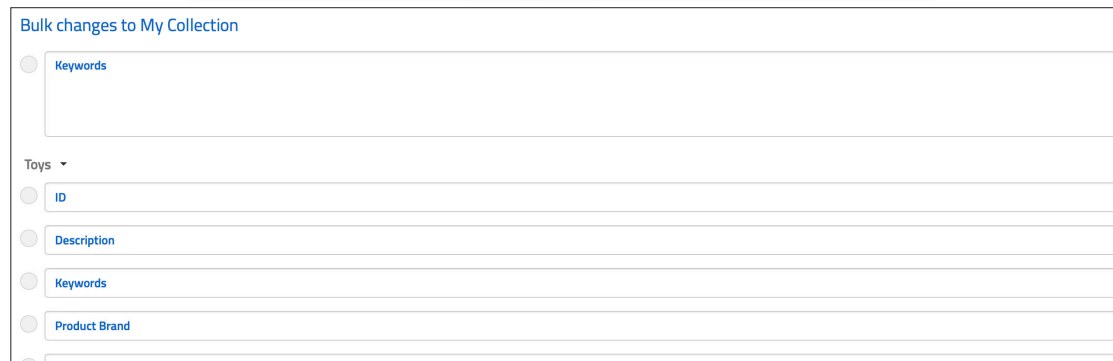 Bulk changes to My Collection
Keywords
Toys
ID
Description
Keywords
Product Brand